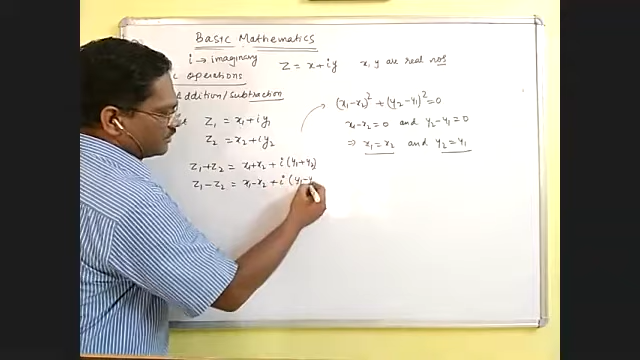 Basic Mathematics
i → imaginary
z = x + iy   x, y are real nos
operations
Addition/Subtraction
z₁ = x₁ + iy₁
z₂ = x₂ + iy₂
z₁ + z₂ = x₁ + x₂ + i (y₁ + y₂)
z₁ - z₂ = x₁ - x₂ + i (y₁ - y
(x₁ - x₂)² + (y₂ - y₁)² = 0
x₁ - x₂ = 0 and y₂ - y₁ = 0
⇒ x₁ = x₂ and y₂ = y₁